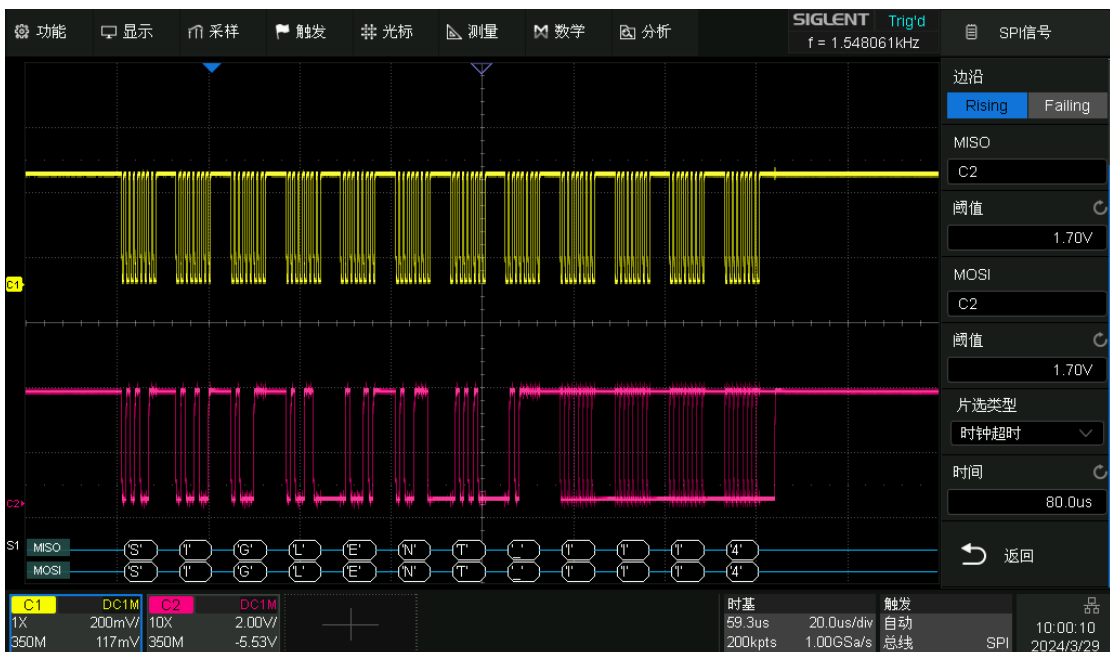 功能 显示 采样 触发 光标 测量 数学 分析 SIGLENT Trig'd
f = 1.548061kHz
SPI信号
边沿
Rising Failing
MISO
C2
阈值
1.70V
MOSI
C2
阈值
1.70V
片选类型
时钟超时
时间
80.0us
返回
C1
C2
S1 MISO 'S' 'I' 'G' 'L' 'E' 'N' 'T' '_' '4'
MOSI 'S' 'I' 'G' 'L' 'E' 'N' 'T' '_' '4'
C1 DC1M
1X 200mV/
350M 117mV
C2 DC1M
10X 2.00V/
350M -5.53V
时基
59.3us 20.0us/div
200kpts 1.00GSa/s
触发
自动
总线 SPI
10:00:10
2024/3/29